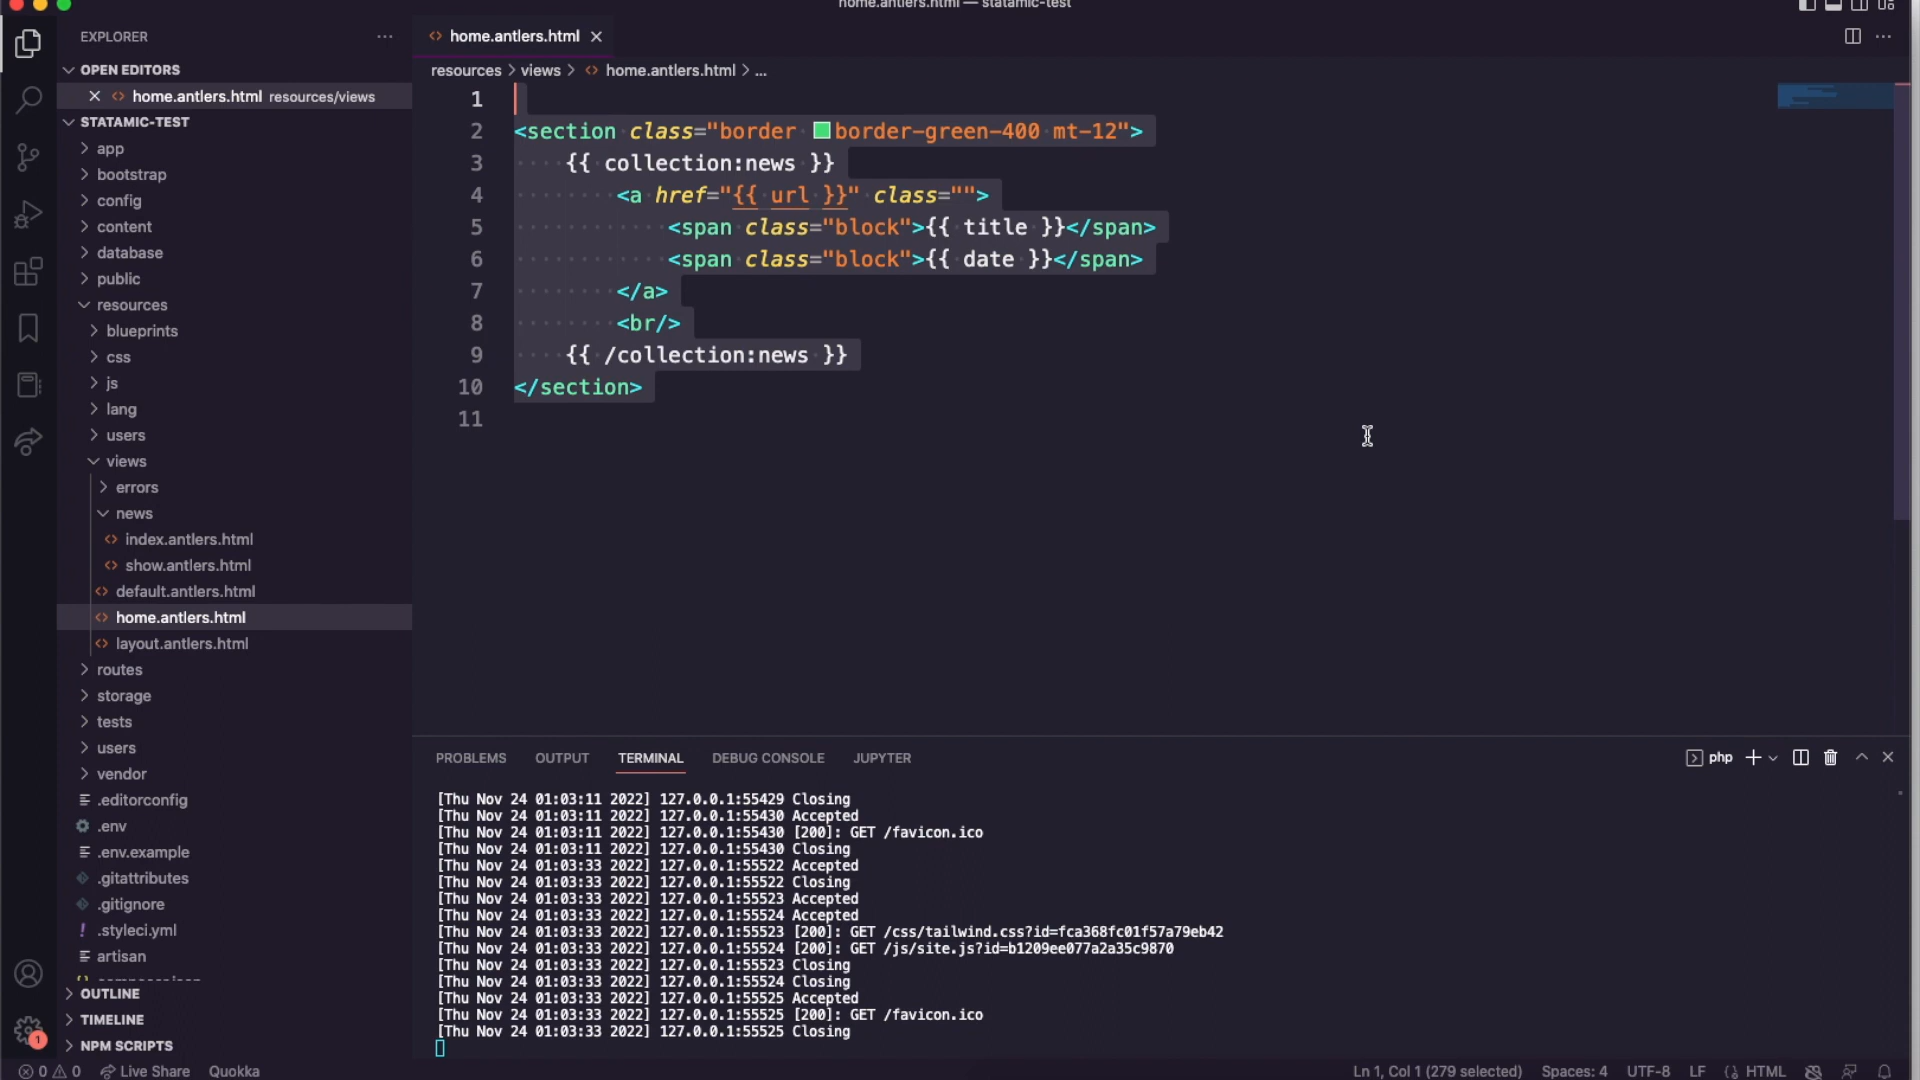 home.antlers.html — statamic-test
EXPLORER
OPEN EDITORS
home.antlers.html resources/views
STATAMIC-TEST
app
bootstrap
config
content
database
public
resources
blueprints
css
js
lang
users
views
errors
news
index.antlers.html
show.antlers.html
default.antlers.html
home.antlers.html
layout.antlers.html
routes
storage
tests
users
vendor
.editorconfig
.env
.env.example
.gitattributes
.gitignore
.styleci.yml
artisan
OUTLINE
TIMELINE
NPM SCRIPTS
home.antlers.html
resources > views > home.antlers.html > ...
1
2 <section class="border border-green-400 mt-12">
3 {{ collection:news }}
4 <a href="{{ url }}" class="">
5 <span class="block">{{ title }}</span>
6 <span class="block">{{ date }}</span>
7 </a>
8 <br/>
9 {{ /collection:news }}
10 </section>
11
PROBLEMS OUTPUT TERMINAL DEBUG CONSOLE JUPYTER
php
[Thu Nov 24 01:03:11 2022] 127.0.0.1:55429 Closing
[Thu Nov 24 01:03:11 2022] 127.0.0.1:55430 Accepted
[Thu Nov 24 01:03:11 2022] 127.0.0.1:55430 [200]: GET /favicon.ico
[Thu Nov 24 01:03:11 2022] 127.0.0.1:55430 Closing
[Thu Nov 24 01:03:33 2022] 127.0.0.1:55522 Accepted
[Thu Nov 24 01:03:33 2022] 127.0.0.1:55522 Closing
[Thu Nov 24 01:03:33 2022] 127.0.0.1:55523 Accepted
[Thu Nov 24 01:03:33 2022] 127.0.0.1:55524 Accepted
[Thu Nov 24 01:03:33 2022] 127.0.0.1:55523 [200]: GET /css/tailwind.css?id=fca368fc01f57a79eb42
[Thu Nov 24 01:03:33 2022] 127.0.0.1:55524 [200]: GET /js/site.js?id=b1209ee077a2a35c9870
[Thu Nov 24 01:03:33 2022] 127.0.0.1:55523 Closing
[Thu Nov 24 01:03:33 2022] 127.0.0.1:55524 Closing
[Thu Nov 24 01:03:33 2022] 127.0.0.1:55525 Accepted
[Thu Nov 24 01:03:33 2022] 127.0.0.1:55525 [200]: GET /favicon.ico
[Thu Nov 24 01:03:33 2022] 127.0.0.1:55525 Closing
1
0 0 Live Share Quokka
Ln 1, Col 1 (279 selected) Spaces: 4 UTF-8 LF HTML